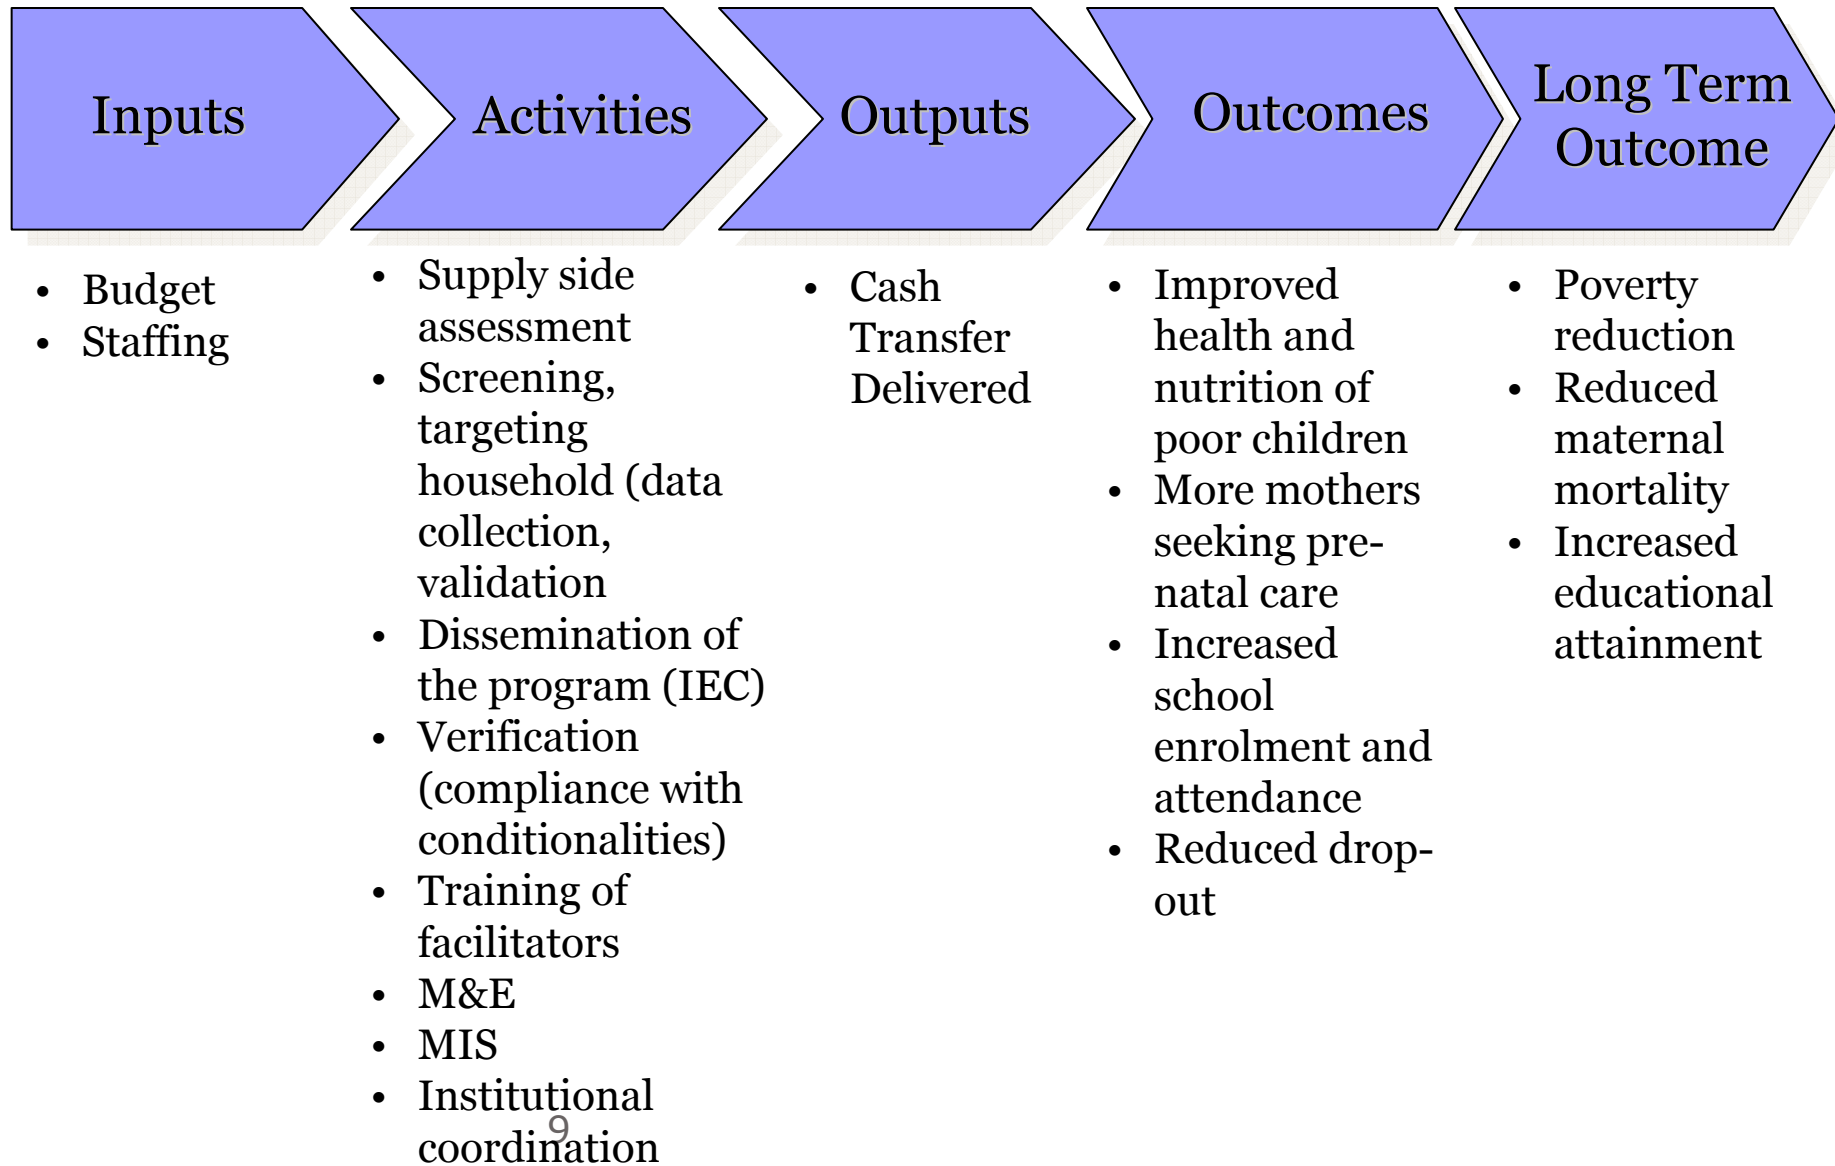 Inputs
Activities
Outputs
Outcomes
Long Term
Outcome
• Budget
• Staffing
• Supply side
assessment
• Screening,
targeting
household (data
collection,
validation
• Dissemination of
the program (IEC)
• Verification
(compliance with
conditionalities)
• Training of
facilitators
• M&E
• MIS
• Institutional
coordination
• Cash
Transfer
Delivered
• Improved
health and
nutrition of
poor children
• More mothers
seeking pre-
natal care
• Increased
school
enrolment and
attendance
• Reduced drop-
out
• Poverty
reduction
• Reduced
maternal
mortality
• Increased
educational
attainment
9